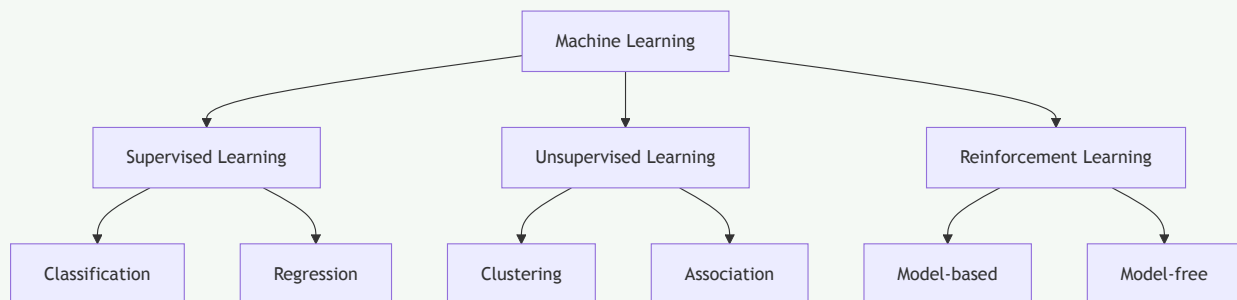 Machine Learning
Supervised Learning
Unsupervised Learning
Reinforcement Learning
Classification
Regression
Clustering
Association
Model-based
Model-free